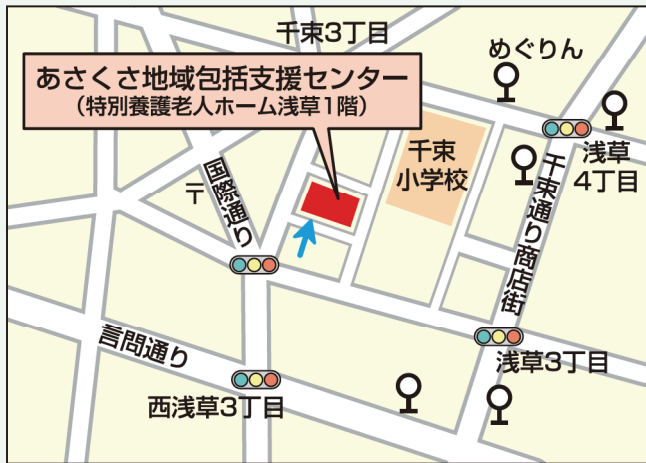 千束3丁目
めぐりん
あさくさ地域包括支援センター
（特別養護老人ホーム浅草1階）
千束
小学校
浅草
4丁目
国際通り
〒
千束通り商店街
言問通り
浅草3丁目
西浅草3丁目